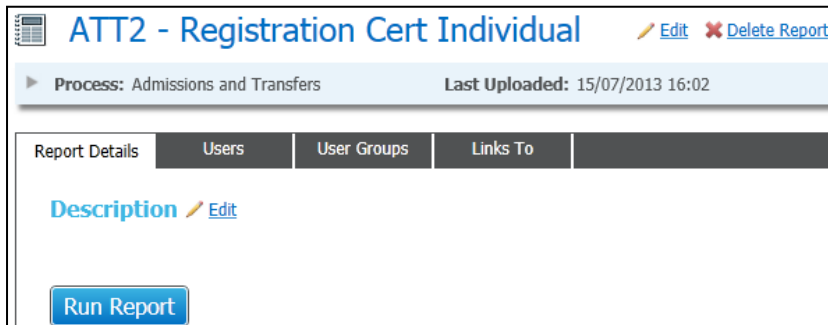 ATT2 - Registration Cert Individual Edit Delete Report
Process: Admissions and Transfers Last Uploaded: 15/07/2013 16:02
Report Details Users User Groups Links To
Description Edit
Run Report